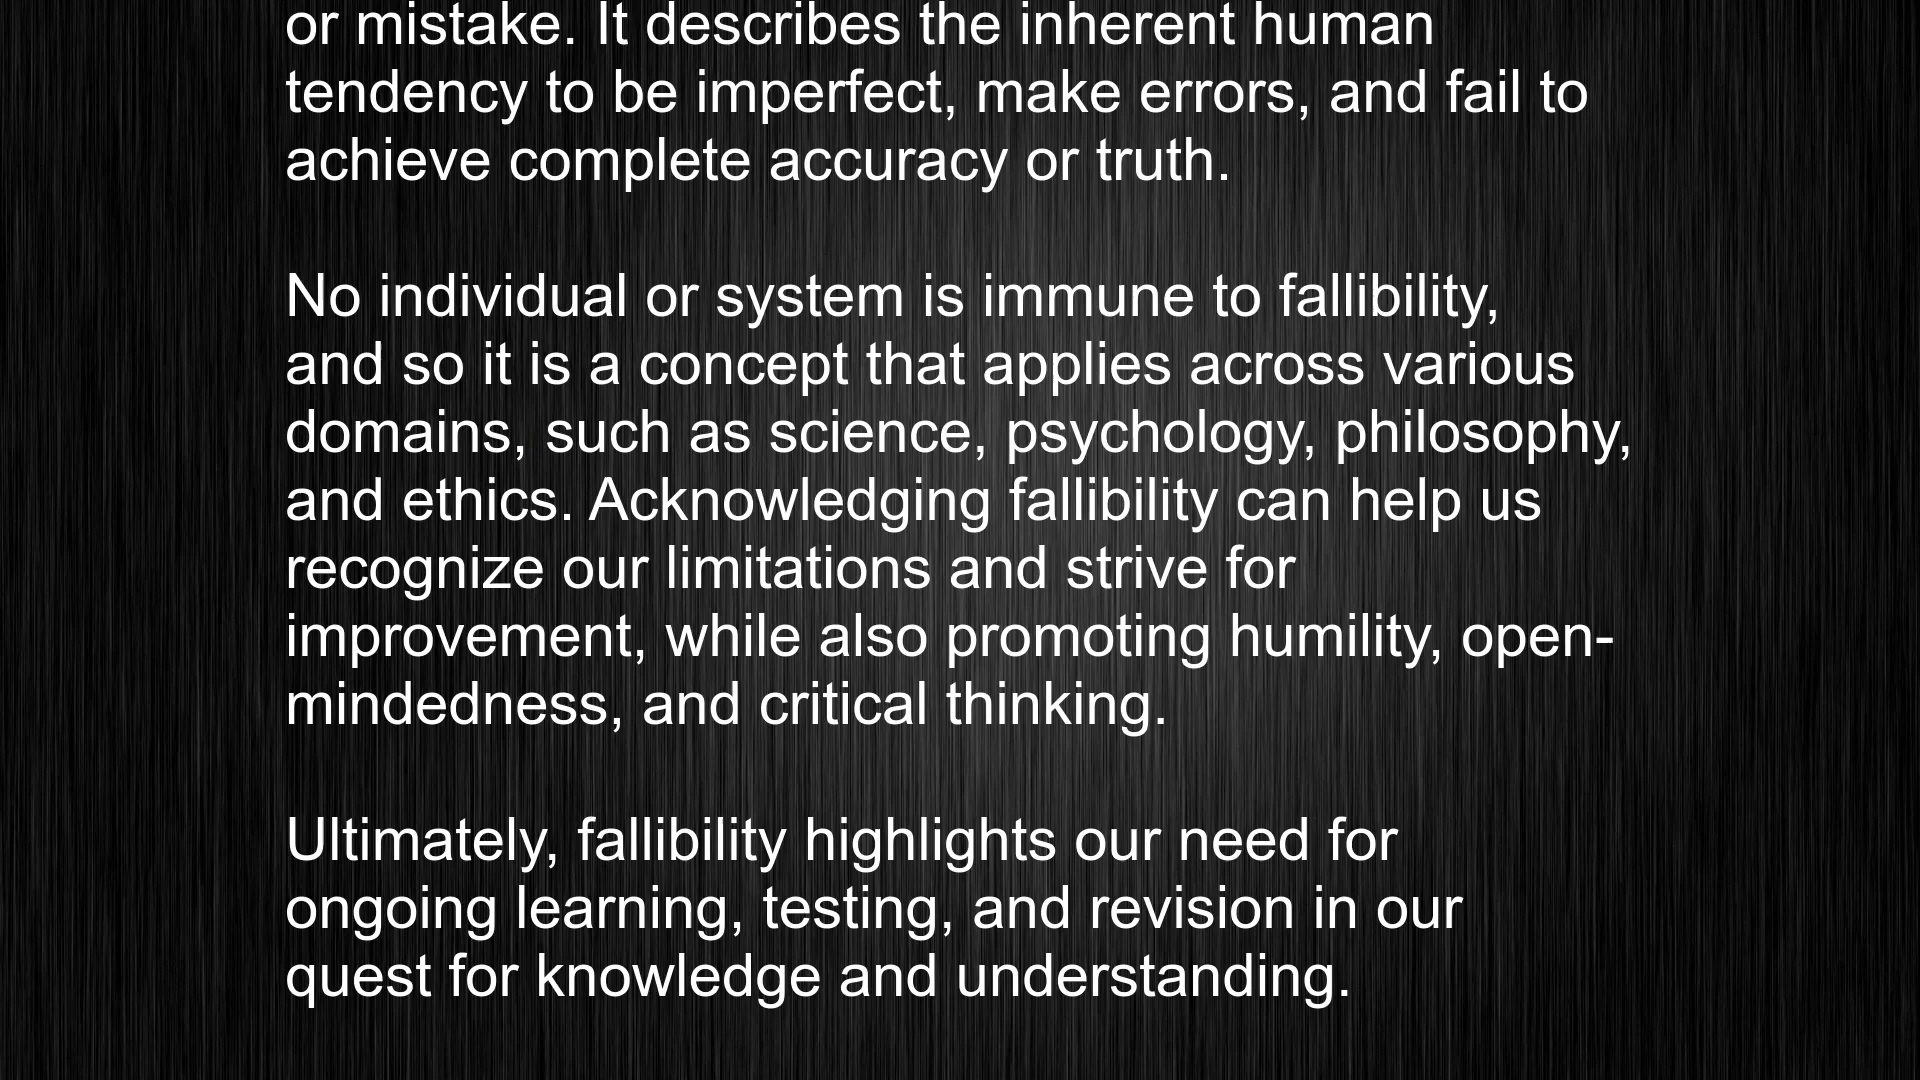 or mistake. It describes the inherent human
tendency to be imperfect, make errors, and fail to
achieve complete accuracy or truth.
No individual or system is immune to fallibility,
and so it is a concept that applies across various
domains, such as science, psychology, philosophy,
and ethics. Acknowledging fallibility can help us
recognize our limitations and strive for
improvement, while also promoting humility, open-
mindedness, and critical thinking.
Ultimately, fallibility highlights our need for
ongoing learning, testing, and revision in our
quest for knowledge and understanding.